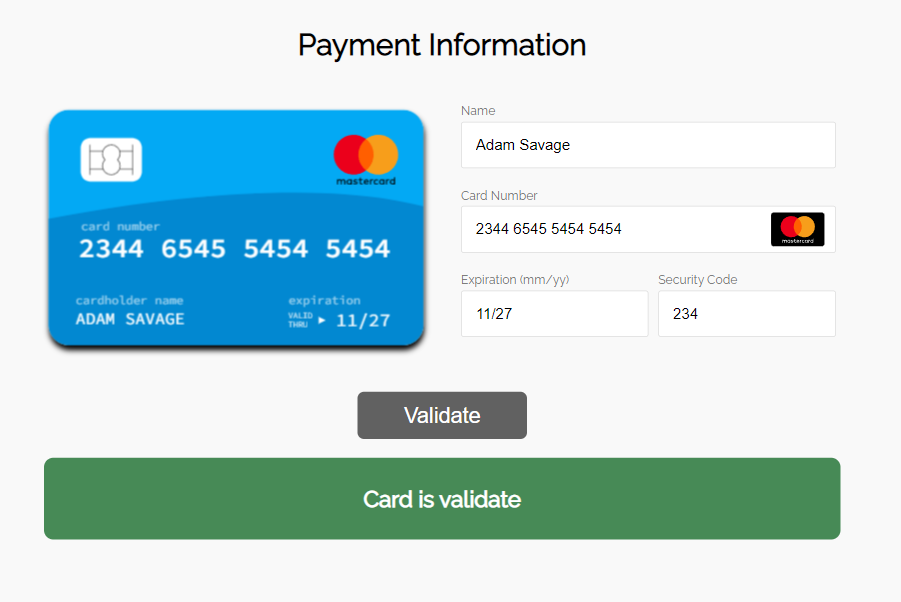 Payment Information
mastercard
card number
2344 6545 5454 5454
cardholder name
ADAM SAVAGE
expiration
VALID
THRU
11/27
Name
Adam Savage
Card Number
2344 6545 5454 5454
mastercard
Expiration (mm/yy)
11/27
Security Code
234
Validate
Card is validate